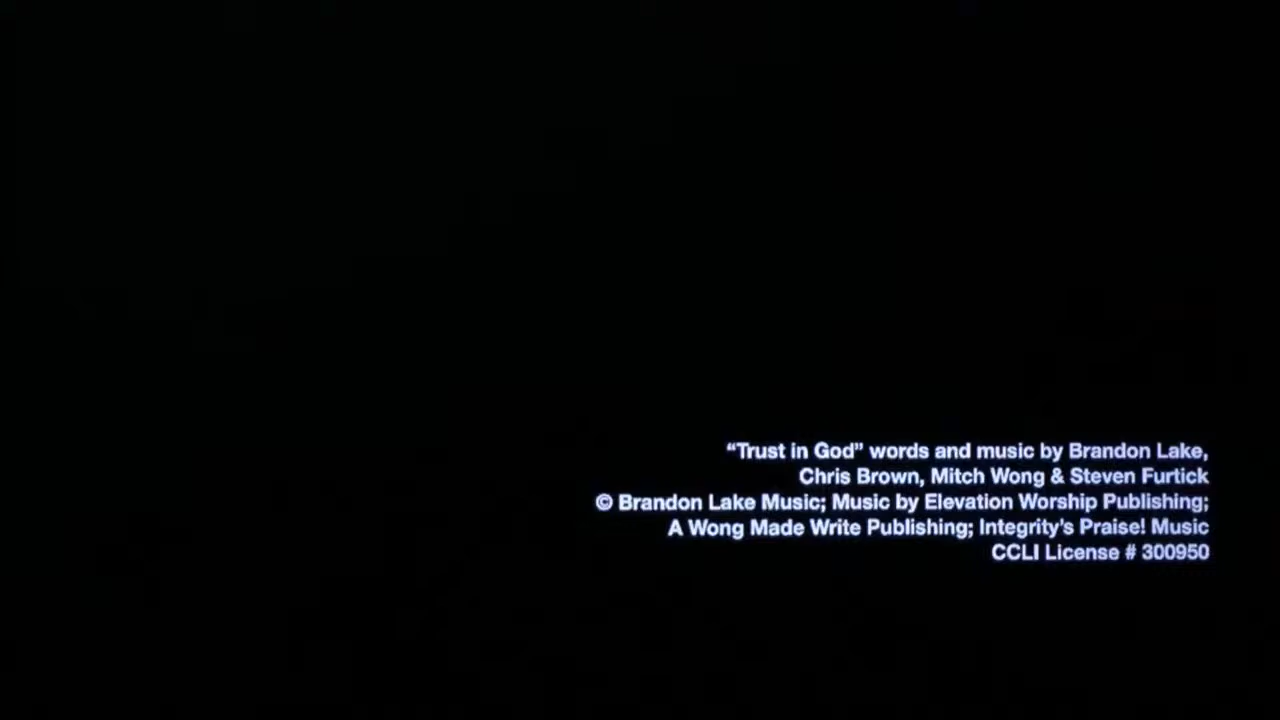 “Trust in God” words and music by Brandon Lake,
Chris Brown, Mitch Wong & Steven Furtick
© Brandon Lake Music; Music by Elevation Worship Publishing;
A Wong Made Write Publishing; Integrity’s Praise! Music
CCLI License # 300950